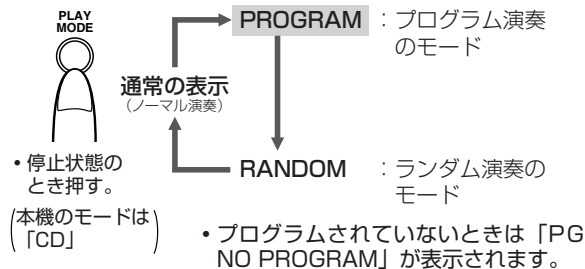 PLAY
MODE
通常の表示
(ノーマル演奏)
PROGRAM
：プログラム演奏
のモード
RANDOM
：ランダム演奏の
モード
•停止状態の
とき押す。
(本機のモードは
「CD」)
•プログラムされていないときは「PG
NO PROGRAM」が表示されます。